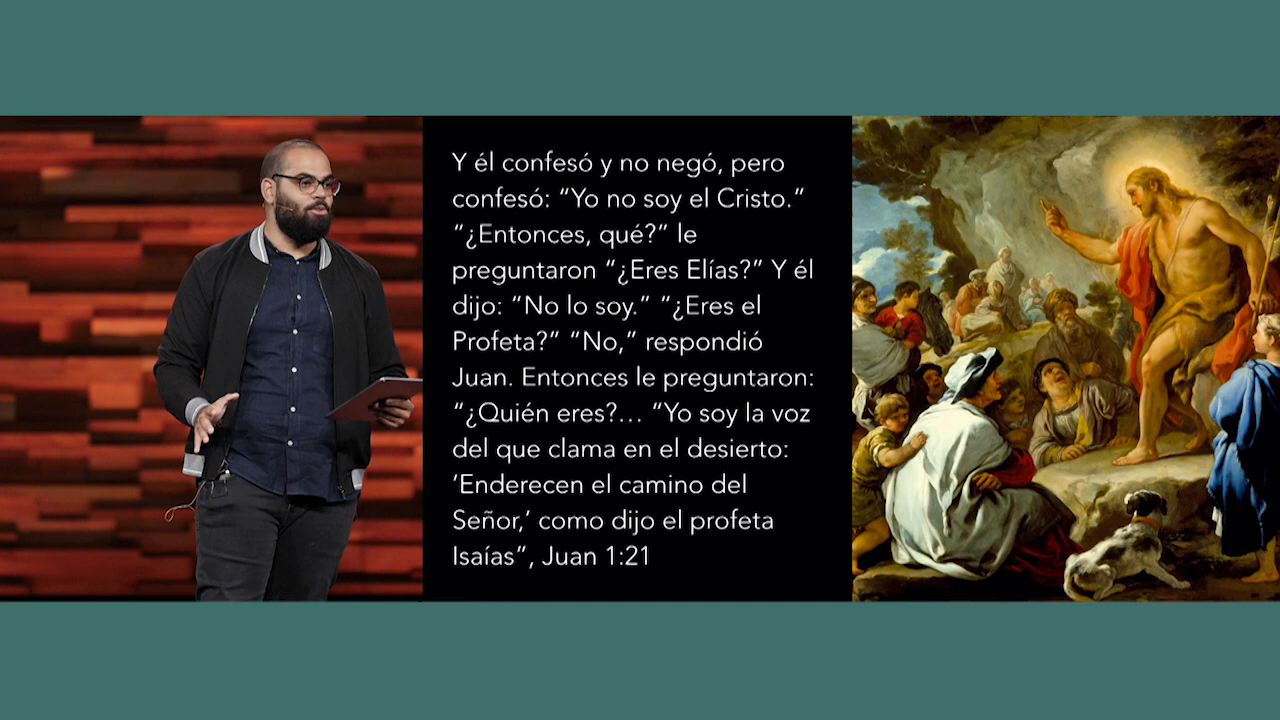 Y él confesó y no negó, pero
confesó: “Yo no soy el Cristo.”
“¿Entonces, qué?” le
preguntaron “¿Eres Elías?” Y él
dijo: “No lo soy.” “¿Eres el
Profeta?” “No,” respondió
Juan. Entonces le preguntaron:
“¿Quién eres?… “Yo soy la voz
del que clama en el desierto:
‘Enderecen el camino del
Señor,’ como dijo el profeta
Isaías”, Juan 1:21